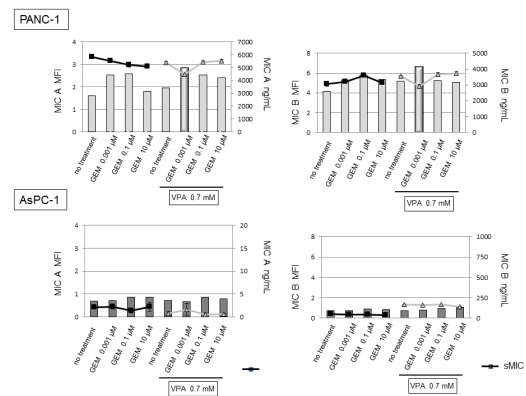 PANC-1
4
3
2
1
0
MIC A MFI
7000
6000
5000
4000
3000
2000
1000
0
MIC A ng/mL
no treatment
GEM 0.001 µM
GEM 0.1 µM
GEM 10 µM
no treatment
GEM 0.001 µM
GEM 0.1 µM
GEM 10 µM
VPA 0.7 mM
8
6
4
2
0
MIC B MFI
5000
4000
3000
2000
1000
0
MIC B ng/mL
no treatment
GEM 0.001 µM
GEM 0.1 µM
GEM 10 µM
no treatment
GEM 0.001 µM
GEM 0.1 µM
GEM 10 µM
VPA 0.7 mM
AsPC-1
4
3
2
1
0
MIC A MFI
20
15
10
5
0
MIC A ng/mL
no treatment
GEM 0.001 µM
GEM 0.1 µM
GEM 10 µM
no treatment
GEM 0.001 µM
GEM 0.1 µM
GEM 10 µM
VPA 0.7 mM
8
6
4
2
0
MIC B MFI
1000
750
500
250
0
MIC B ng/mL
no treatment
GEM 0.001 µM
GEM 0.1 µM
GEM 10 µM
no treatment
GEM 0.001 µM
GEM 0.1 µM
GEM 10 µM
VPA 0.7 mM
sMIC